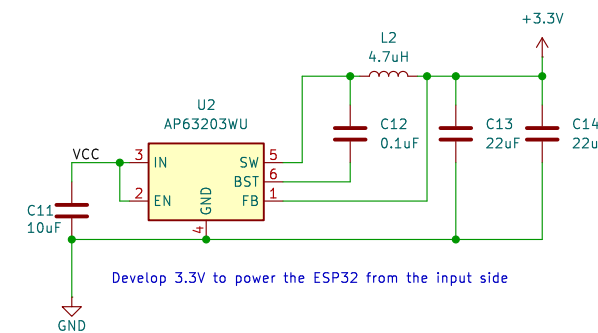 +3.3V
L2
4.7uH
U2
AP63203WU
C12
0.1uF
C13
22uF
C14
22u
VCC
3
IN
SW
5
BST
6
2
EN
GND
FB
1
4
C11
10uF
Develop 3.3V to power the ESP32 from the input side
GND